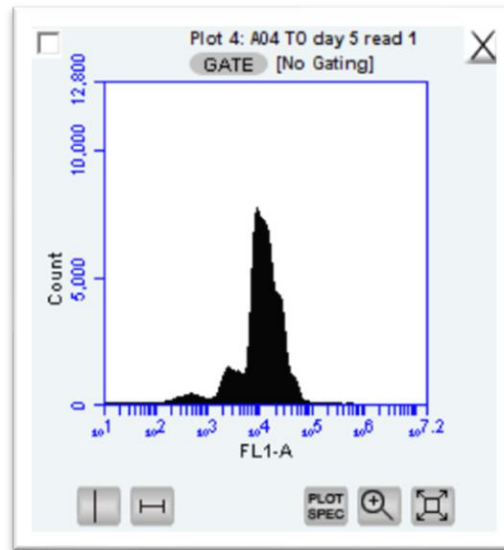 Plot 4: A04 TO day 5 read 1
GATE [No Gating]
12,800
10,000
5,000
0
Count
10^1 10^2 10^3 10^4 10^5 10^6 10^7.2
FL1-A
PLOT
SPEC